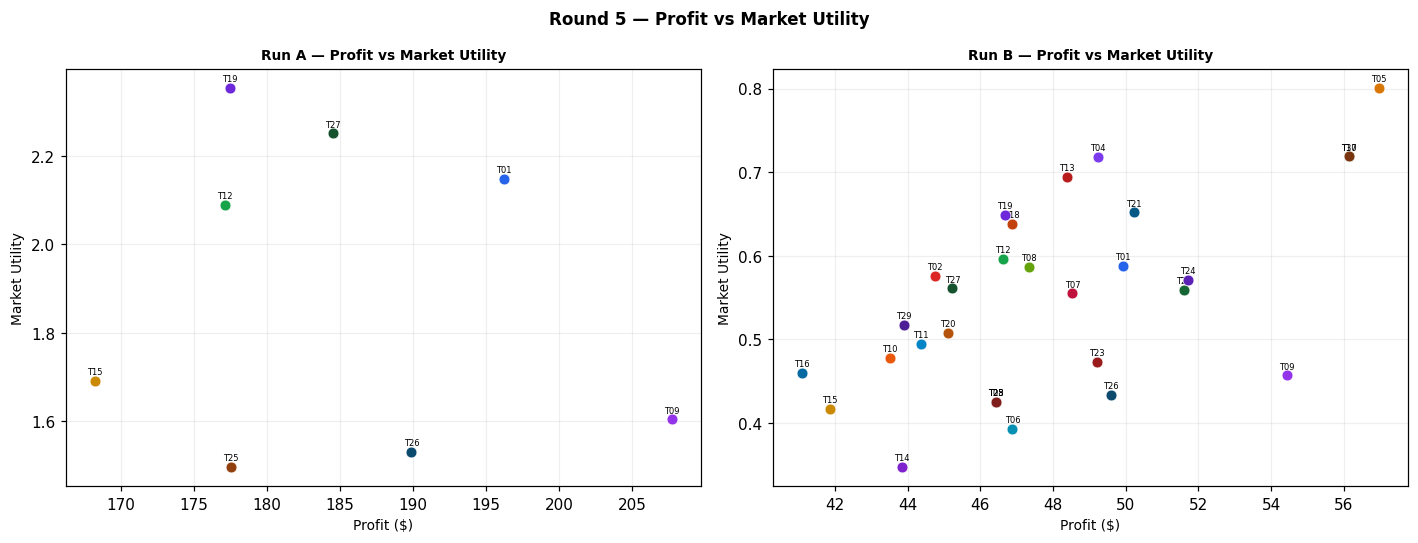 Round 5 — Profit vs Market Utility
Run A — Profit vs Market Utility
T19
T27
T01
T12
T15
T09
T26
T25
2.2
2.0
1.8
1.6
Market Utility
170
175
180
185
190
195
200
205
Profit ($)
Run B — Profit vs Market Utility
T05
T04
T13
T21
T19
T12
T08
T01
T02
T27
T24
T07
T29
T20
T11
T10
T23
T16
T09
T26
T15
T06
T14
0.8
0.7
0.6
0.5
0.4
Market Utility
42
44
46
48
50
52
54
56
Profit ($)